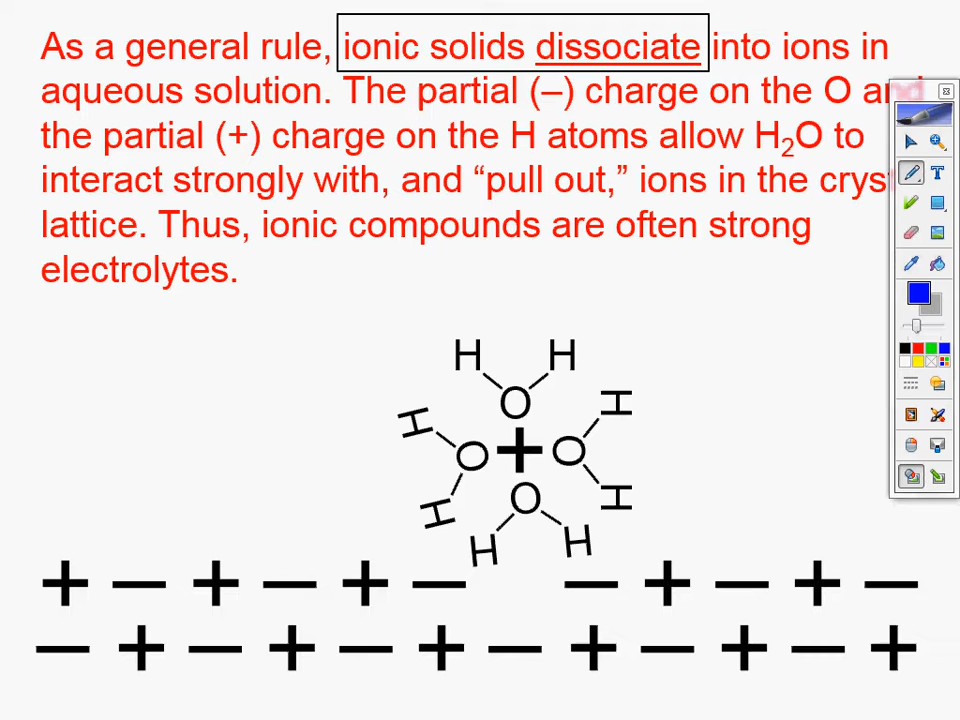 As a general rule, ionic solids dissociate into ions in
aqueous solution. The partial (–) charge on the O and
the partial (+) charge on the H atoms allow H₂O to
interact strongly with, and “pull out,” ions in the
lattice. Thus, ionic compounds are often strong
electrolytes.
H H
O
H H
O + O
O
H H
H H
+ – + – + – – + – + –
– + – + – + – + – + – +
T